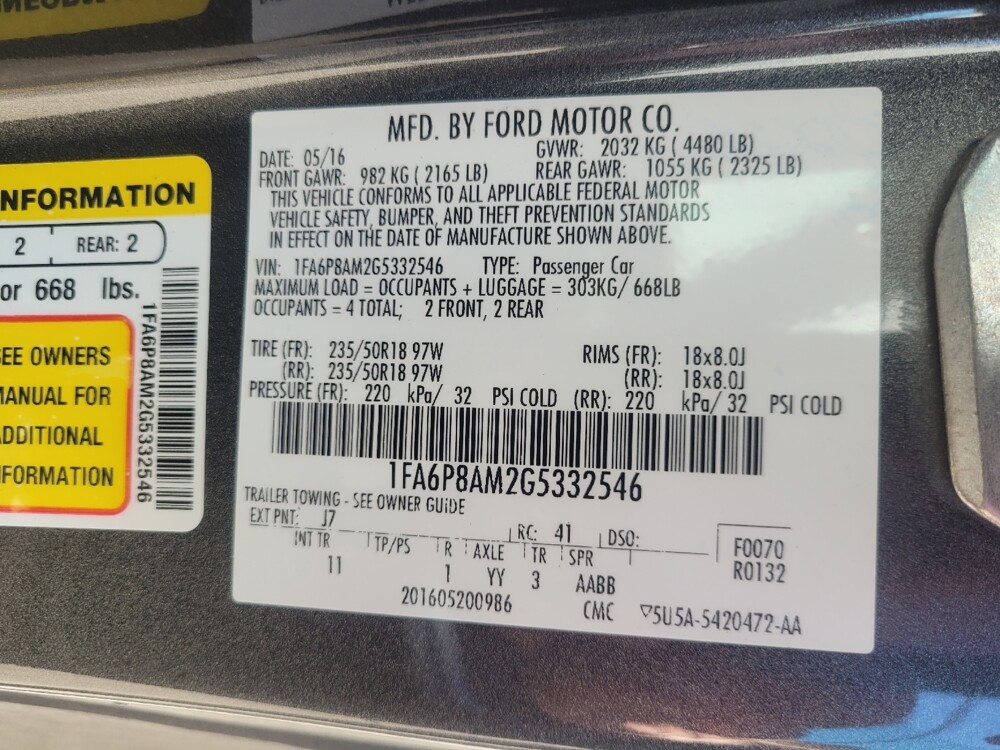 NFORMATION
2 REAR: 2
or 668 lbs.
SEE OWNERS
MANUAL FOR
ADDITIONAL
INFORMATION
1FA6P8AM2G5332546
MFD. BY FORD MOTOR CO.
DATE: 05/16 GVWR: 2032 KG ( 4480 LB)
FRONT GAWR: 982 KG ( 2165 LB) REAR GAWR: 1055 KG ( 2325 LB)
THIS VEHICLE CONFORMS TO ALL APPLICABLE FEDERAL MOTOR
VEHICLE SAFETY, BUMPER, AND THEFT PREVENTION STANDARDS
IN EFFECT ON THE DATE OF MANUFACTURE SHOWN ABOVE.
VIN: 1FA6P8AM2G5332546 TYPE: Passenger Car
MAXIMUM LOAD = OCCUPANTS + LUGGAGE = 303KG/ 668LB
OCCUPANTS = 4 TOTAL; 2 FRONT, 2 REAR
TIRE (FR): 235/50R18 97W RIMS (FR): 18x8.0J
(RR): 235/50R18 97W (RR): 18x8.0J
PRESSURE (FR): 220 kPa/ 32 PSI COLD (RR): 220 kPa/ 32 PSI COLD
1FA6P8AM2G5332546
TRAILER TOWING - SEE OWNER GUIDE
EXT PNT: J7 RC: 41 DSO: F0070
INT TR TP/PS R AXLE TR SPR R0132
11 1 YY 3 AABB
201605200986 CMC ▽5U5A-5420472-AA